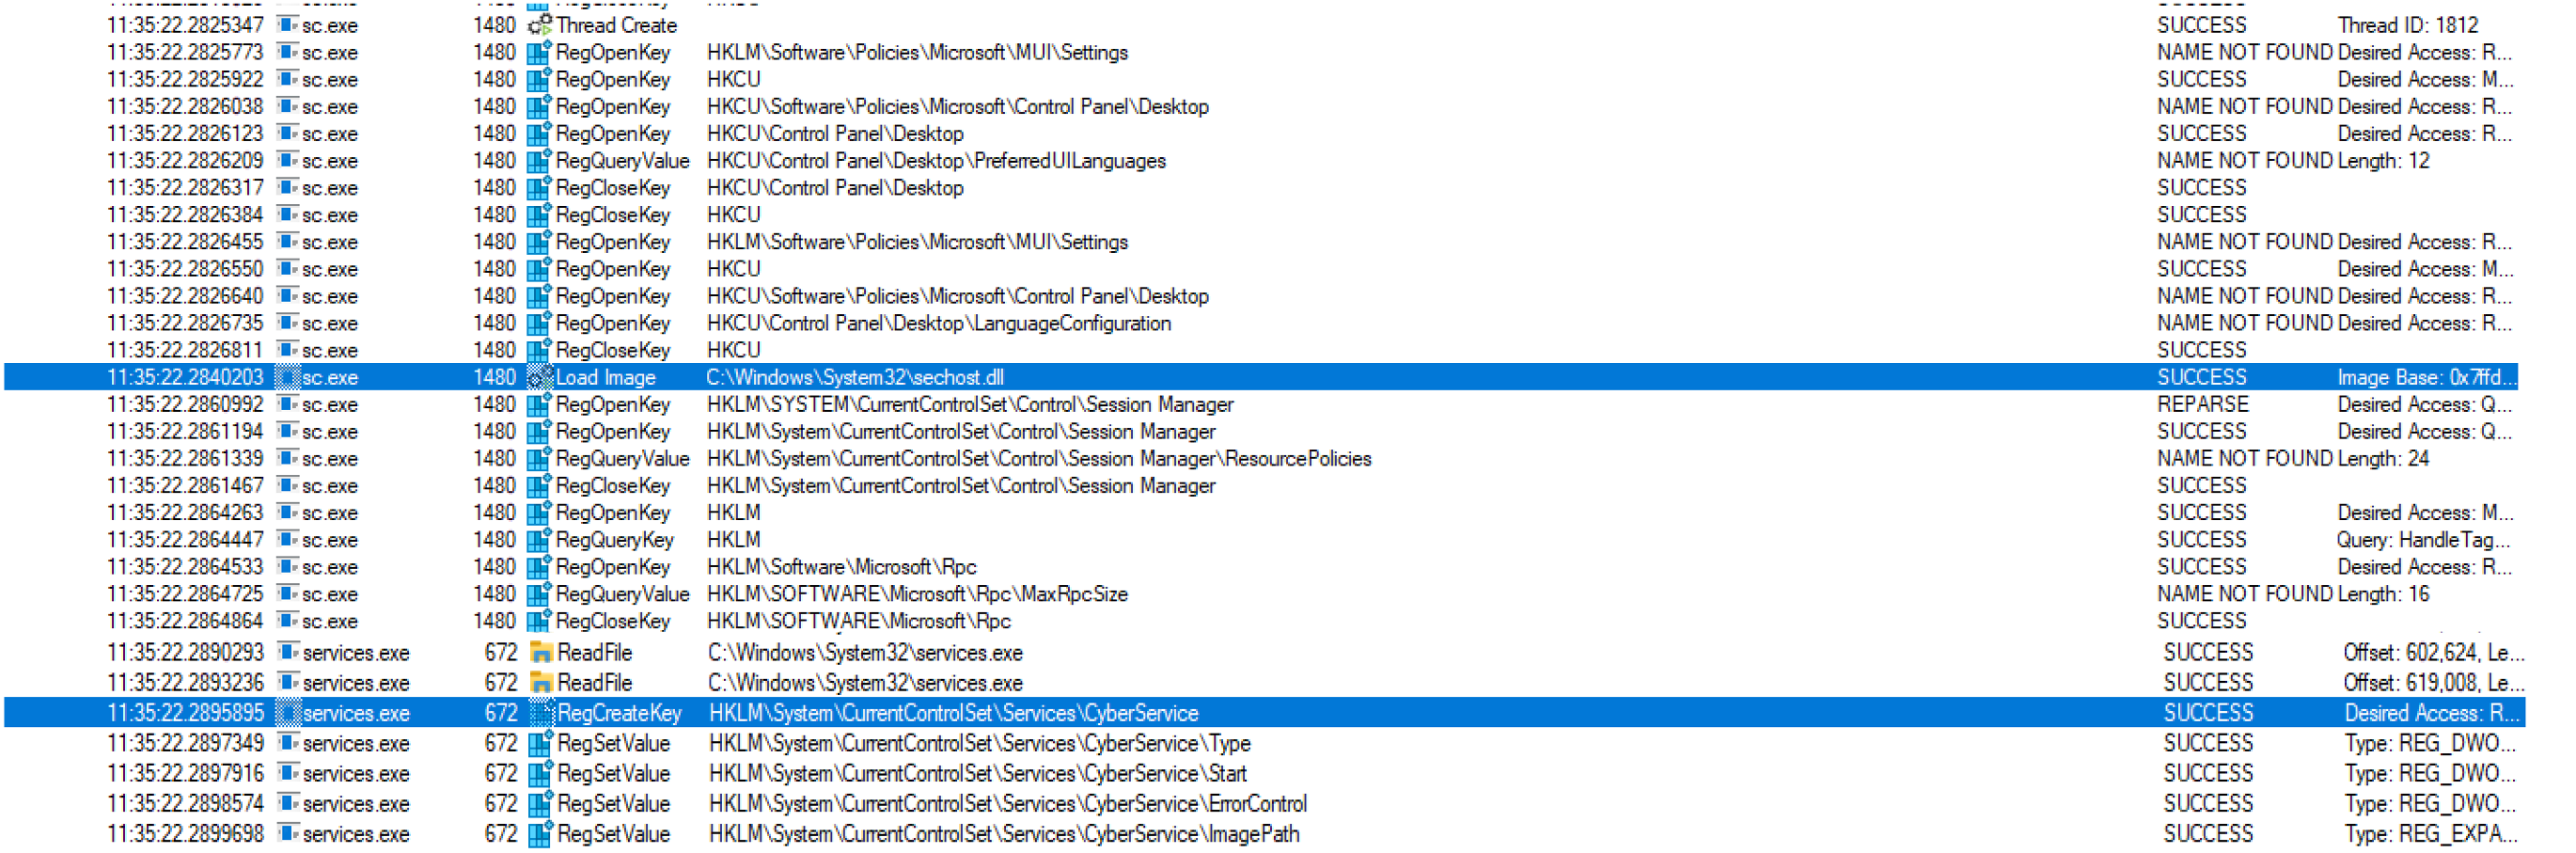 11:35:22.2825347 sc.exe 1480 Thread Create SUCCESS Thread ID: 1812
11:35:22.2825773 sc.exe 1480 RegOpenKey HKLM\Software\Policies\Microsoft\MUI\Settings NAME NOT FOUND Desired Access: R...
11:35:22.2825922 sc.exe 1480 RegOpenKey HKCU SUCCESS Desired Access: M...
11:35:22.2826038 sc.exe 1480 RegOpenKey HKCU\Software\Policies\Microsoft\Control Panel\Desktop NAME NOT FOUND Desired Access: R...
11:35:22.2826123 sc.exe 1480 RegOpenKey HKCU\Control Panel\Desktop SUCCESS Desired Access: R...
11:35:22.2826209 sc.exe 1480 RegQueryValue HKCU\Control Panel\Desktop\PreferredUILanguages NAME NOT FOUND Length: 12
11:35:22.2826317 sc.exe 1480 RegCloseKey HKCU\Control Panel\Desktop SUCCESS
11:35:22.2826384 sc.exe 1480 RegCloseKey HKCU SUCCESS
11:35:22.2826455 sc.exe 1480 RegOpenKey HKLM\Software\Policies\Microsoft\MUI\Settings NAME NOT FOUND Desired Access: R...
11:35:22.2826550 sc.exe 1480 RegOpenKey HKCU SUCCESS Desired Access: M...
11:35:22.2826640 sc.exe 1480 RegOpenKey HKCU\Software\Policies\Microsoft\Control Panel\Desktop NAME NOT FOUND Desired Access: R...
11:35:22.2826735 sc.exe 1480 RegOpenKey HKCU\Control Panel\Desktop\LanguageConfiguration NAME NOT FOUND Desired Access: R...
11:35:22.2826811 sc.exe 1480 RegCloseKey HKCU SUCCESS
11:35:22.2840203 sc.exe 1480 Load Image C:\Windows\System32\sechost.dll SUCCESS Image Base: 0x7ffd...
11:35:22.2860992 sc.exe 1480 RegOpenKey HKLM\SYSTEM\CurrentControlSet\Control\Session Manager REPARSE Desired Access: Q...
11:35:22.2861194 sc.exe 1480 RegOpenKey HKLM\System\CurrentControlSet\Control\Session Manager SUCCESS Desired Access: Q...
11:35:22.2861339 sc.exe 1480 RegQueryValue HKLM\System\CurrentControlSet\Control\Session Manager\ResourcePolicies NAME NOT FOUND Length: 24
11:35:22.2861467 sc.exe 1480 RegCloseKey HKLM\System\CurrentControlSet\Control\Session Manager SUCCESS
11:35:22.2864263 sc.exe 1480 RegOpenKey HKLM SUCCESS Desired Access: M...
11:35:22.2864447 sc.exe 1480 RegQueryKey HKLM SUCCESS Query: HandleTag...
11:35:22.2864533 sc.exe 1480 RegOpenKey HKLM\Software\Microsoft\Rpc SUCCESS Desired Access: R...
11:35:22.2864725 sc.exe 1480 RegQueryValue HKLM\SOFTWARE\Microsoft\Rpc\MaxRpcSize NAME NOT FOUND Length: 16
11:35:22.2864864 sc.exe 1480 RegCloseKey HKLM\SOFTWARE\Microsoft\Rpc SUCCESS
11:35:22.2890293 services.exe 672 ReadFile C:\Windows\System32\services.exe SUCCESS Offset: 602,624, Le...
11:35:22.2893236 services.exe 672 ReadFile C:\Windows\System32\services.exe SUCCESS Offset: 619,008, Le...
11:35:22.2895895 services.exe 672 RegCreateKey HKLM\System\CurrentControlSet\Services\CyberService SUCCESS Desired Access: R...
11:35:22.2897349 services.exe 672 RegSetValue HKLM\System\CurrentControlSet\Services\CyberService\Type SUCCESS Type: REG_DWO...
11:35:22.2897916 services.exe 672 RegSetValue HKLM\System\CurrentControlSet\Services\CyberService\Start SUCCESS Type: REG_DWO...
11:35:22.2898574 services.exe 672 RegSetValue HKLM\System\CurrentControlSet\Services\CyberService\ErrorControl SUCCESS Type: REG_DWO...
11:35:22.2899698 services.exe 672 RegSetValue HKLM\System\CurrentControlSet\Services\CyberService\ImagePath SUCCESS Type: REG_EXPA...